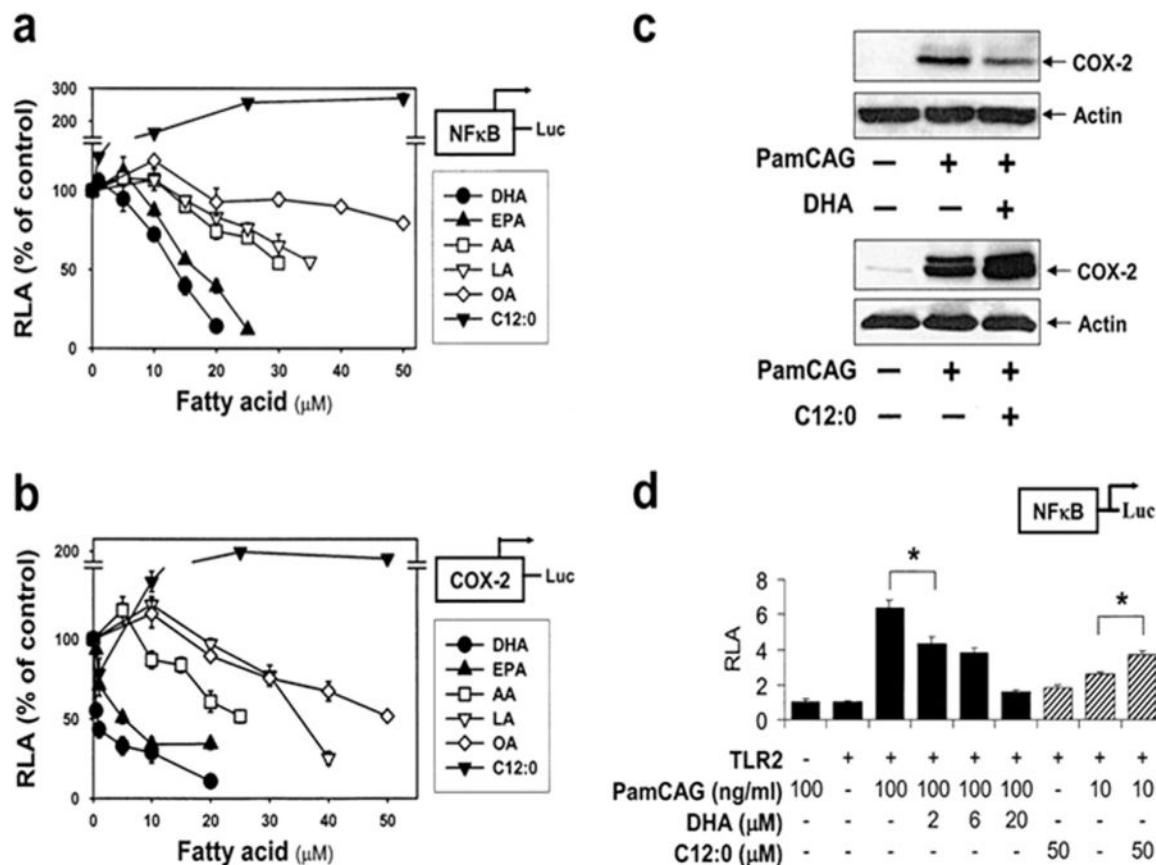 a
300
200
100
50
0
RLA (% of control)
0 10 20 30 40 50
Fatty acid (μM)
NFκB
Luc
DHA
EPA
AA
LA
OA
C12:0
b
200
100
50
0
RLA (% of control)
0 10 20 30 40 50
Fatty acid (μM)
COX-2
Luc
DHA
EPA
AA
LA
OA
C12:0
c
COX-2
Actin
PamCAG − + +
DHA − − +
COX-2
Actin
PamCAG − + +
C12:0 − − +
d
NFκB
Luc
RLA
8
6
4
2
0
* *
TLR2 - + + + + + + + +
PamCAG (ng/ml) 100 - 100 100 100 100 - 10 10
DHA (μM) - - - 2 6 20 - - -
C12:0 (μM) - - - - - - 50 - 50